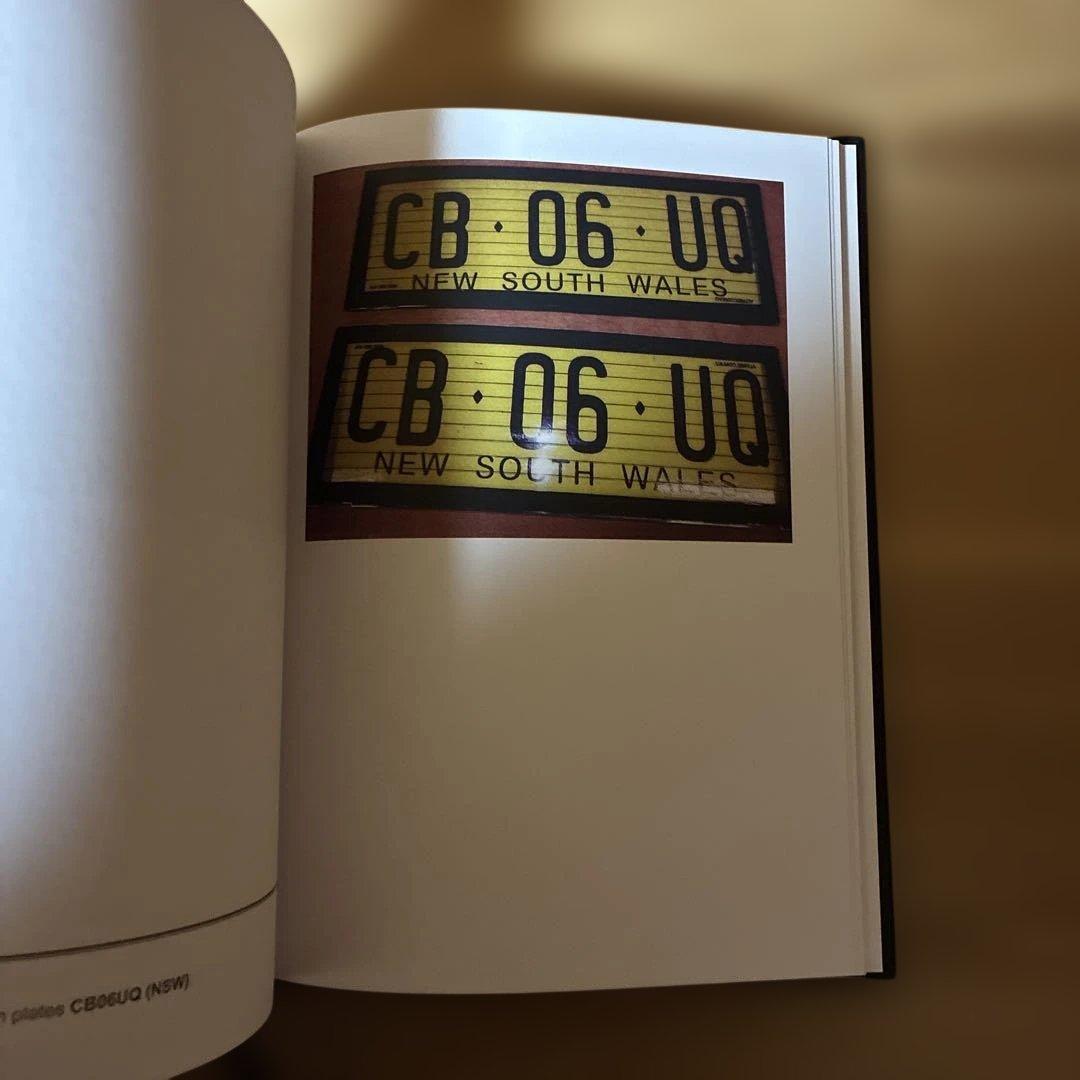 CB·06·UQ
NEW SOUTH WALES
CB·06·UQ
NEW SOUTH WALES
plates CB06UQ (NSW)